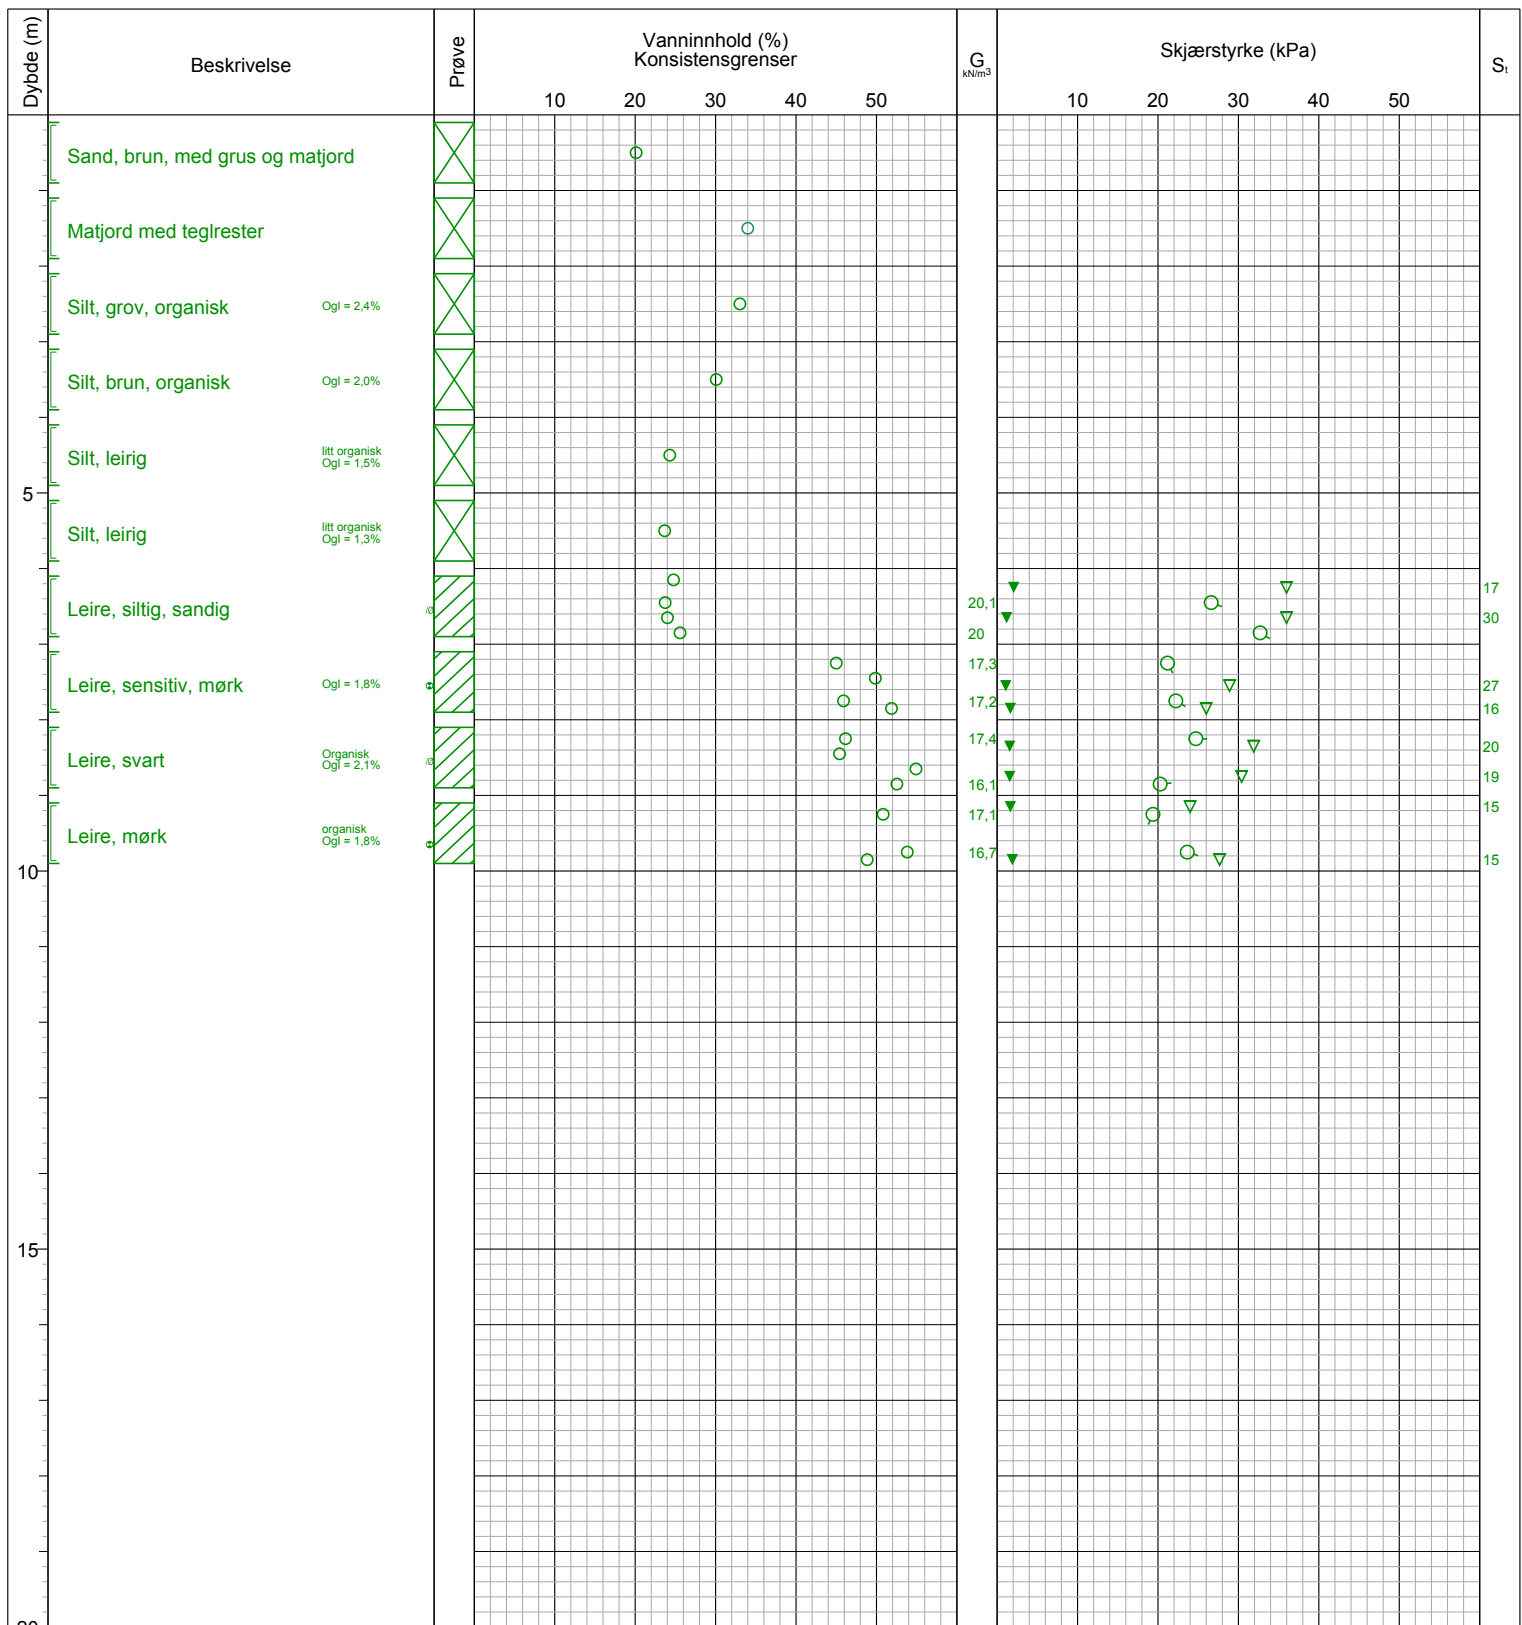 Dybde (m)
Beskrivelse
Prøve
Vanninnhold (%)
Konsistensgrenser
10 20 30 40 50
G
kN/m³
Skjærstyrke (kPa)
10 20 30 40 50
Sₜ
Sand, brun, med grus og matjord
Matjord med teglrester
Silt, grov, organisk Ogl = 2,4%
Silt, brun, organisk Ogl = 2,0%
Silt, leirig
litt organisk
Ogl = 1,5%
5
Silt, leirig
litt organisk
Ogl = 1,3%
17
Leire, siltig, sandig
20,1
30
20
17,3
Leire, sensitiv, mørk Ogl = 1,8%
27
17,2
16
17,4
20
Leire, svart
Organisk
Ogl = 2,1%
19
16,1
15
17,1
Leire, mørk
organisk
Ogl = 1,8%
16,7
15
10
15